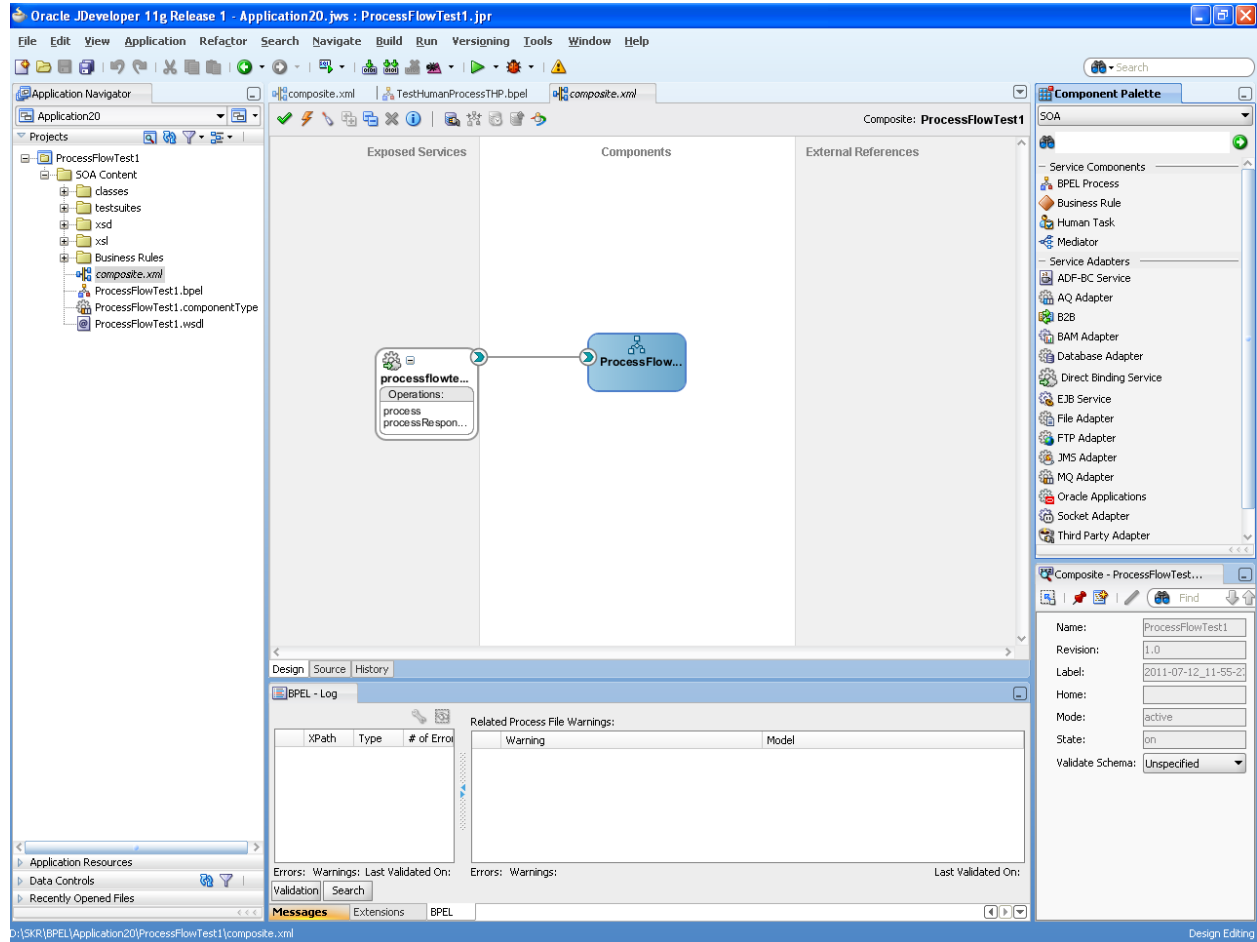 Oracle JDeveloper 11g Release 1 - Application20.jws : ProcessFlowTest1.jpr
File Edit View Application Refactor Search Navigate Build Run Versioning Tools Window Help
Search
Application Navigator
Application20
Projects
ProcessFlowTest1
SOA Content
classes
testsuites
xsd
xsl
Business Rules
composite.xml
ProcessFlowTest1.bpel
ProcessFlowTest1.componentType
ProcessFlowTest1.wsdl
Application Resources
Data Controls
Recently Opened Files
composite.xml TestHumanProcessTHP.bpel composite.xml
Composite: ProcessFlowTest1
Exposed Services Components External References
processflowte...
Operations:
process
processRespon...
ProcessFlow...
Design Source History
BPEL - Log
XPath Type # of Error
Related Process File Warnings:
Warning Model
Errors: Warnings: Last Validated On:
Errors: Warnings: Last Validated On:
Validation Search
Messages Extensions BPEL
Component Palette
SOA
Service Components
BPEL Process
Business Rule
Human Task
Mediator
Service Adapters
ADF-BC Service
AQ Adapter
B2B
BAM Adapter
Database Adapter
Direct Binding Service
EJB Service
File Adapter
FTP Adapter
JMS Adapter
MQ Adapter
Oracle Applications
Socket Adapter
Third Party Adapter
Composite - ProcessFlowTest...
Find
Name: ProcessFlowTest1
Revision: 1.0
Label: 2011-07-12_11-55-2
Home:
Mode: active
State: on
Validate Schema: Unspecified
D:\SKR\BPEL\Application20\ProcessFlowTest1\composite.xml
Design Editing